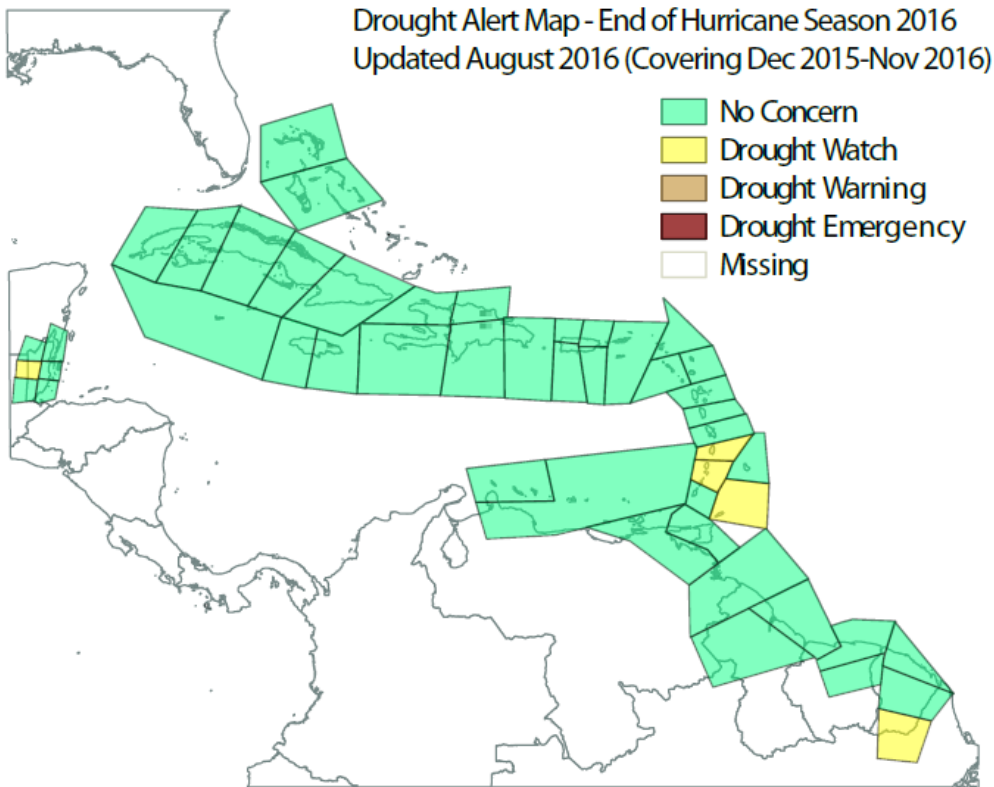 Drought Alert Map - End of Hurricane Season 2016
Updated August 2016 (Covering Dec 2015-Nov 2016)
No Concern
Drought Watch
Drought Warning
Drought Emergency
Missing